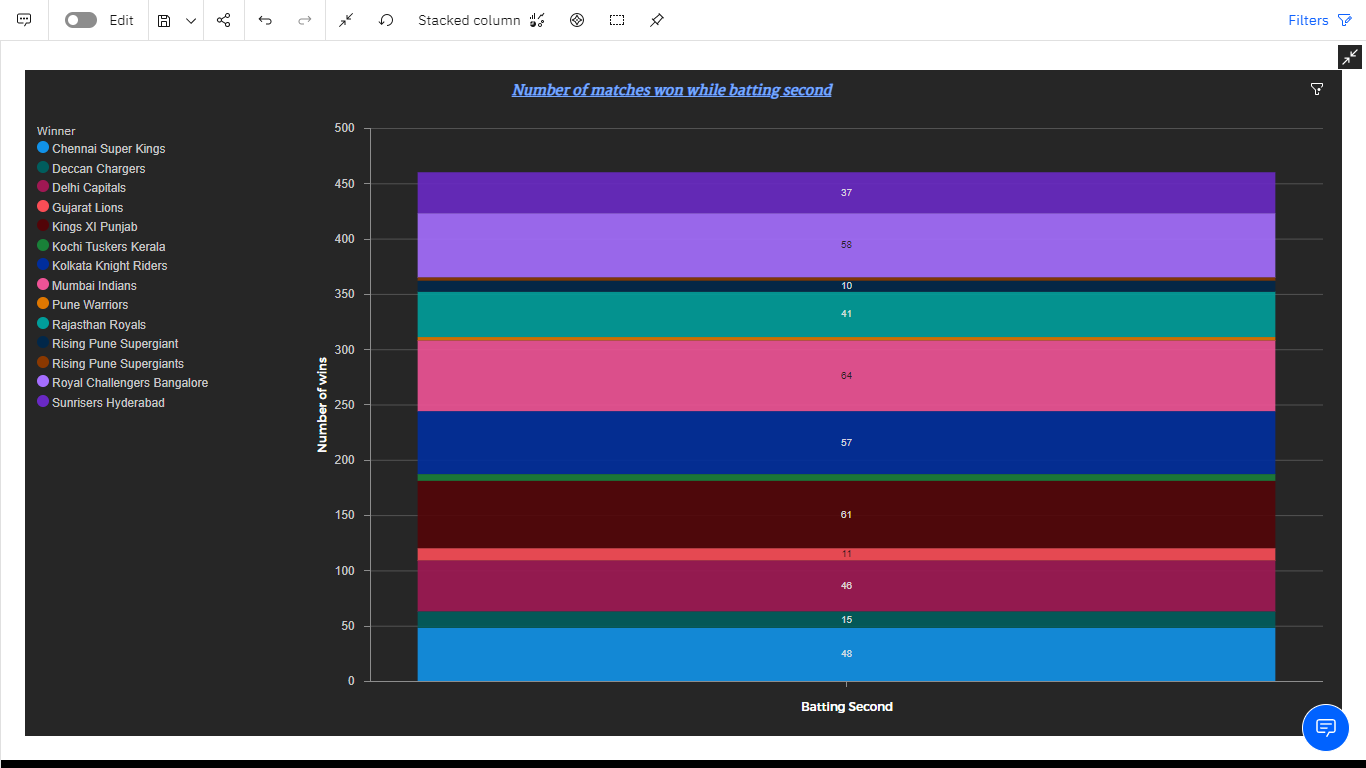 Edit
Stacked column
Filters
Number of matches won while batting second
Winner
Chennai Super Kings
Deccan Chargers
Delhi Capitals
Gujarat Lions
Kings XI Punjab
Kochi Tuskers Kerala
Kolkata Knight Riders
Mumbai Indians
Pune Warriors
Rajasthan Royals
Rising Pune Supergiant
Rising Pune Supergiants
Royal Challengers Bangalore
Sunrisers Hyderabad
Number of wins
500
450
400
350
300
250
200
150
100
50
0
37
58
10
41
64
57
61
11
46
15
48
Batting Second